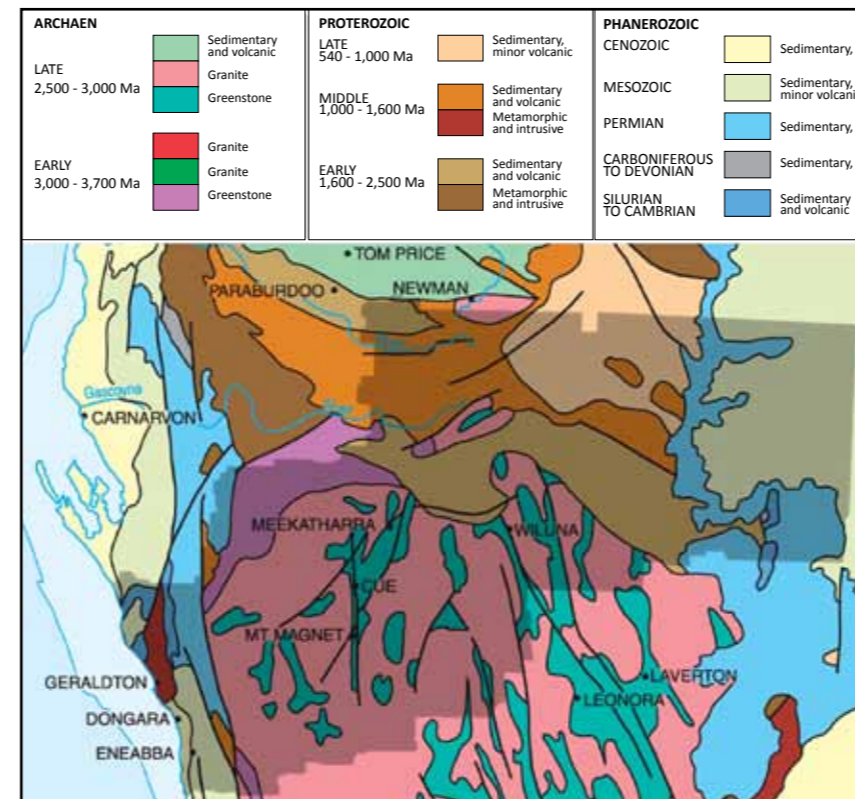 ARCHAEN
LATE
2,500 - 3,000 Ma
Sedimentary
and volcanic
Granite
Greenstone
EARLY
3,000 - 3,700 Ma
Granite
Granite
Greenstone
PROTEROZOIC
LATE
540 - 1,000 Ma
Sedimentary,
minor volcanic
MIDDLE
1,000 - 1,600 Ma
Sedimentary
and volcanic
Metamorphic
and intrusive
EARLY
1,600 - 2,500 Ma
Sedimentary
and volcanic
Metamorphic
and intrusive
PHANEROZOIC
CENOZOIC
Sedimentary,
MESOZOIC
Sedimentary,
minor volcani
PERMIAN
Sedimentary,
CARBONIFEROUS
TO DEVONIAN
Sedimentary,
SILURIAN
TO CAMBRIAN
Sedimentary
and volcanic
TOM PRICE
PARABURDOO
NEWMAN
CARNARVON
MEEKATHARRA
WILUNA
CUE
MT MAGNET
LAVERTON
GERALDTON
LEONORA
DONGARA
ENEABBA